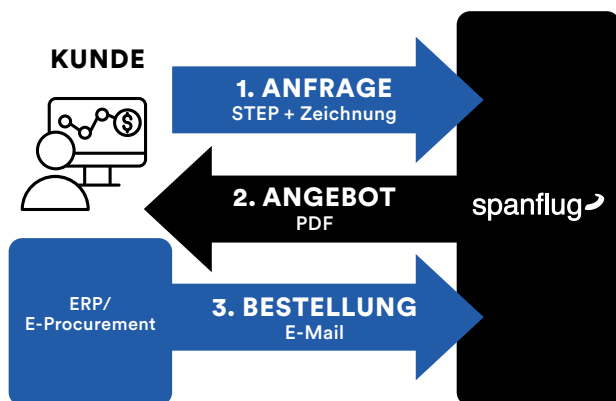 KUNDE
1. ANFRAGE
STEP + Zeichnung
$
2. ANGEBOT
PDF
spanflug
ERP/
E-Procurement
3. BESTELLUNG
E-Mail